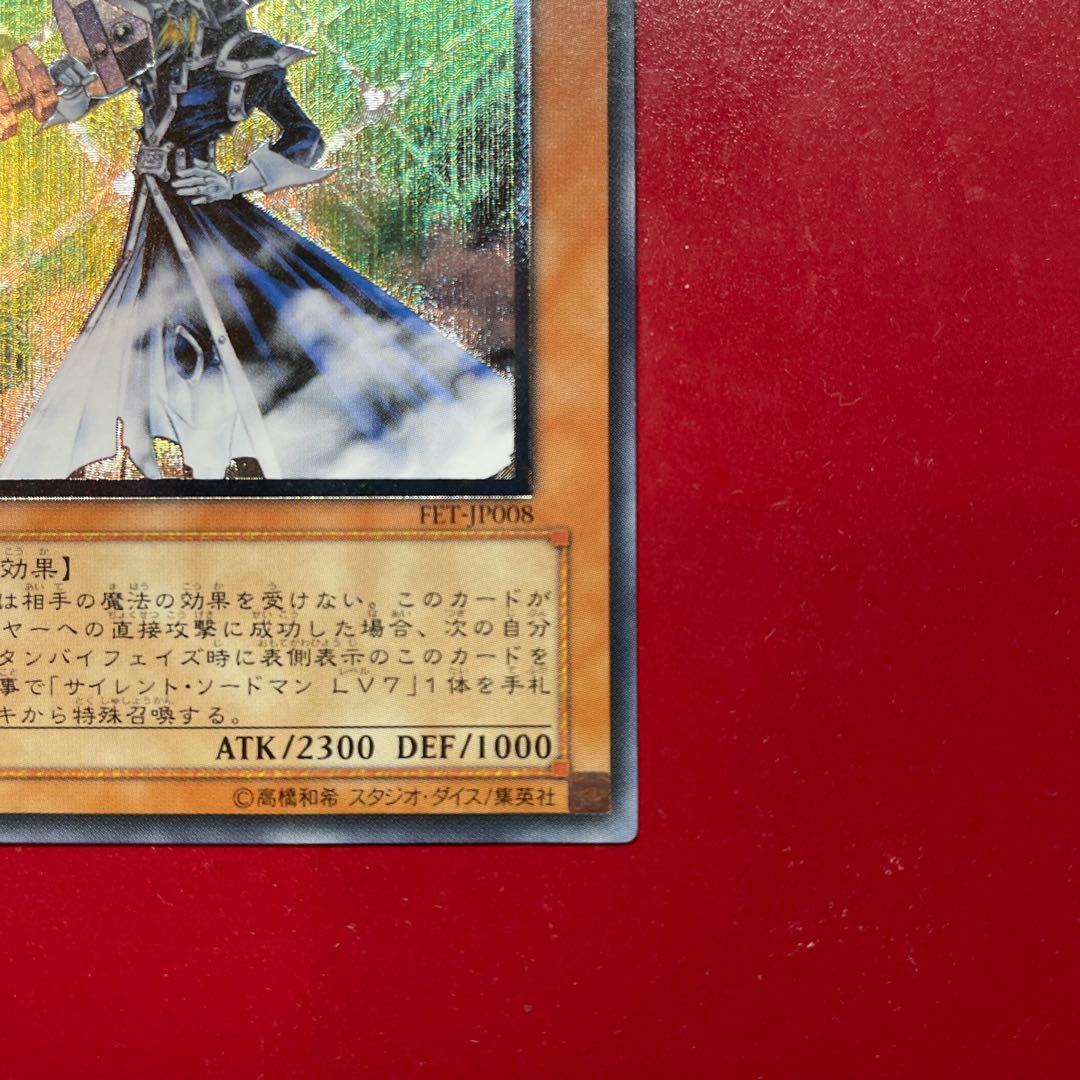 FET-JP008
効果】
は相手の魔法の効果を受けない。このカードが
ヤーへの直接攻撃に成功した場合、次の自分
タンバイフェイズ時に表側表示のこのカードを
事で「サイレント・ソードマン LV7」1体を手札
キから特殊召喚する。
ATK/2300 DEF/1000
©高橋和希 スタジオ・ダイス/集英社